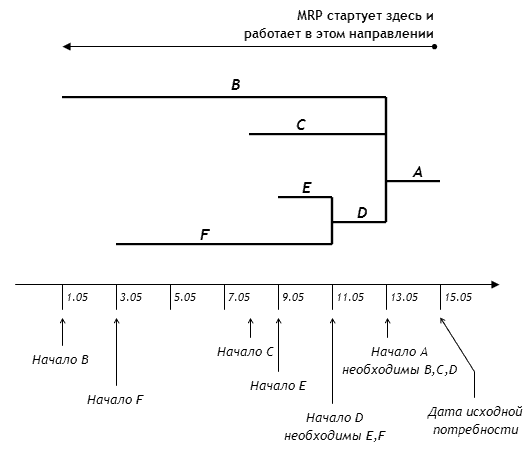 MRP стартует здесь и
работает в этом направлении
B
C
A
E
D
F
1.05
3.05
5.05
7.05
9.05
11.05
13.05
15.05
Начало B
Начало F
Начало C
Начало E
Начало D
необходимы E,F
Начало A
необходимы B,C,D
Дата исходной
потребности